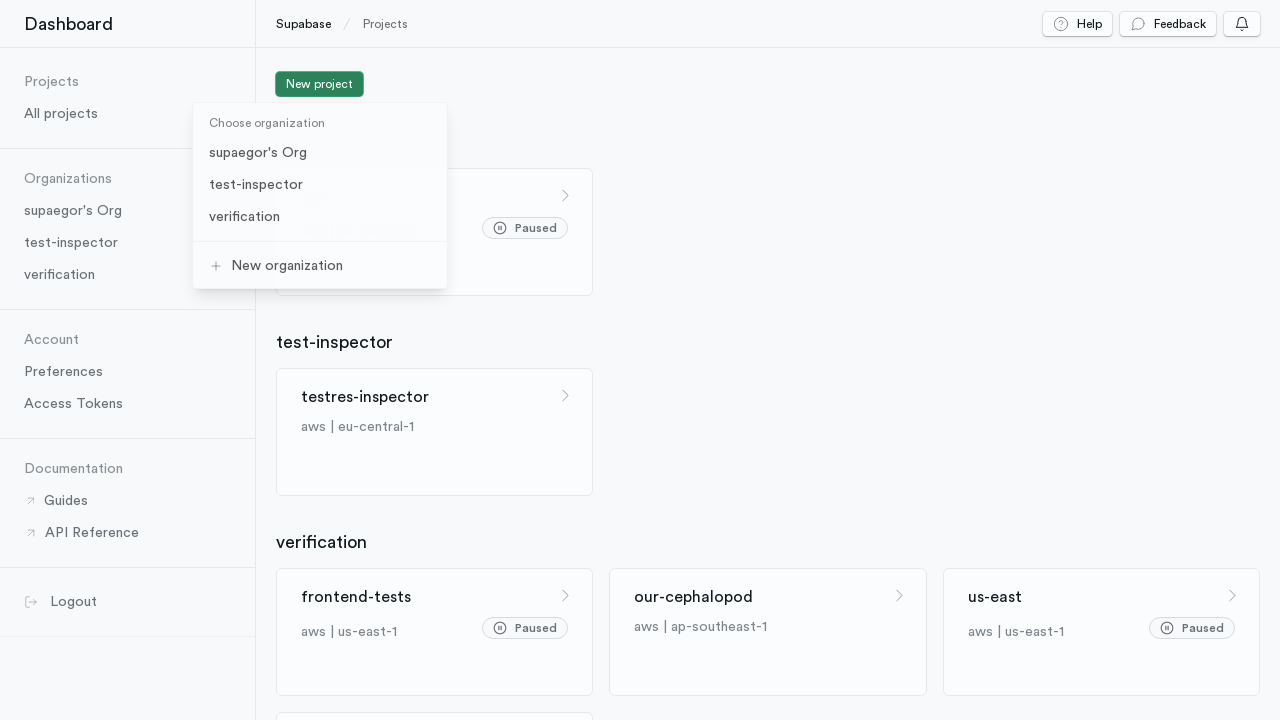 Dashboard
Supabase / Projects
Help
Feedback
Projects
All projects
Organizations
supaegor's Org
test-inspector
verification
Account
Preferences
Access Tokens
Documentation
Guides
API Reference
Logout
New project
Choose organization
supaegor's Org
test-inspector
verification
New organization
Paused
test-inspector
testres-inspector
aws | eu-central-1
verification
frontend-tests
aws | us-east-1
Paused
our-cephalopod
aws | ap-southeast-1
us-east
aws | us-east-1
Paused